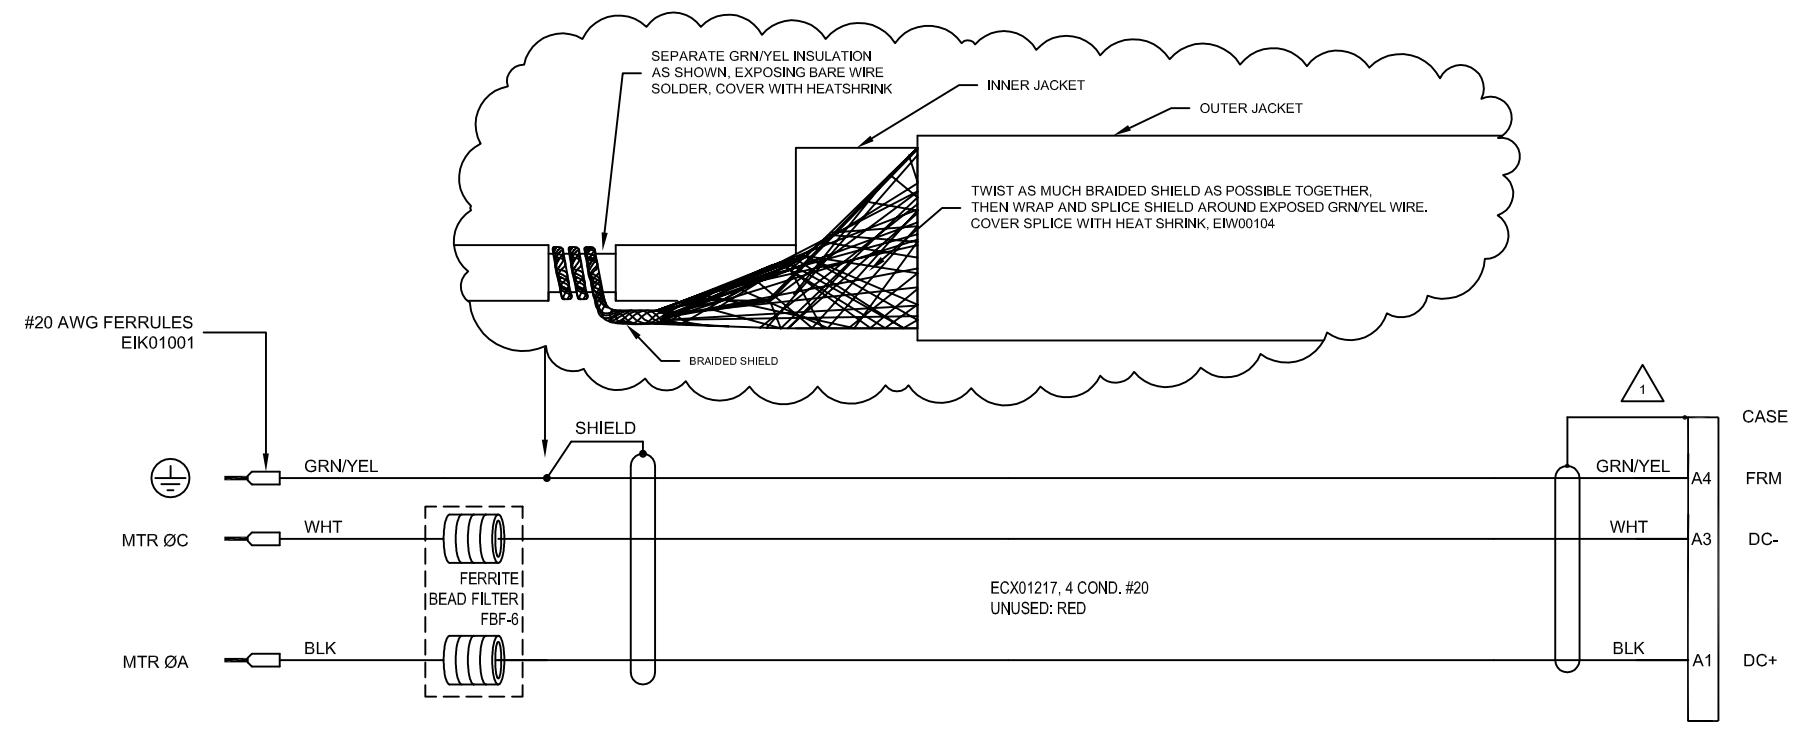 SEPARATE GRN/YEL INSULATION
AS SHOWN, EXPOSING BARE WIRE
SOLDER, COVER WITH HEATSHRINK
INNER JACKET
OUTER JACKET
TWIST AS MUCH BRAIDED SHIELD AS POSSIBLE TOGETHER,
THEN WRAP AND SPLICE SHIELD AROUND EXPOSED GRN/YEL WIRE.
COVER SPLICE WITH HEAT SHRINK, EIW00104
#20 AWG FERRULES
EIK01001
BRAIDED SHIELD
1
CASE
SHIELD
GRN/YEL
GRN/YEL
A4
FRM
MTR ØC
WHT
WHT
A3
DC-
FERRITE
BEAD FILTER
FBF-6
ECX01217, 4 COND. #20
UNUSED: RED
MTR ØA
BLK
BLK
A1
DC+